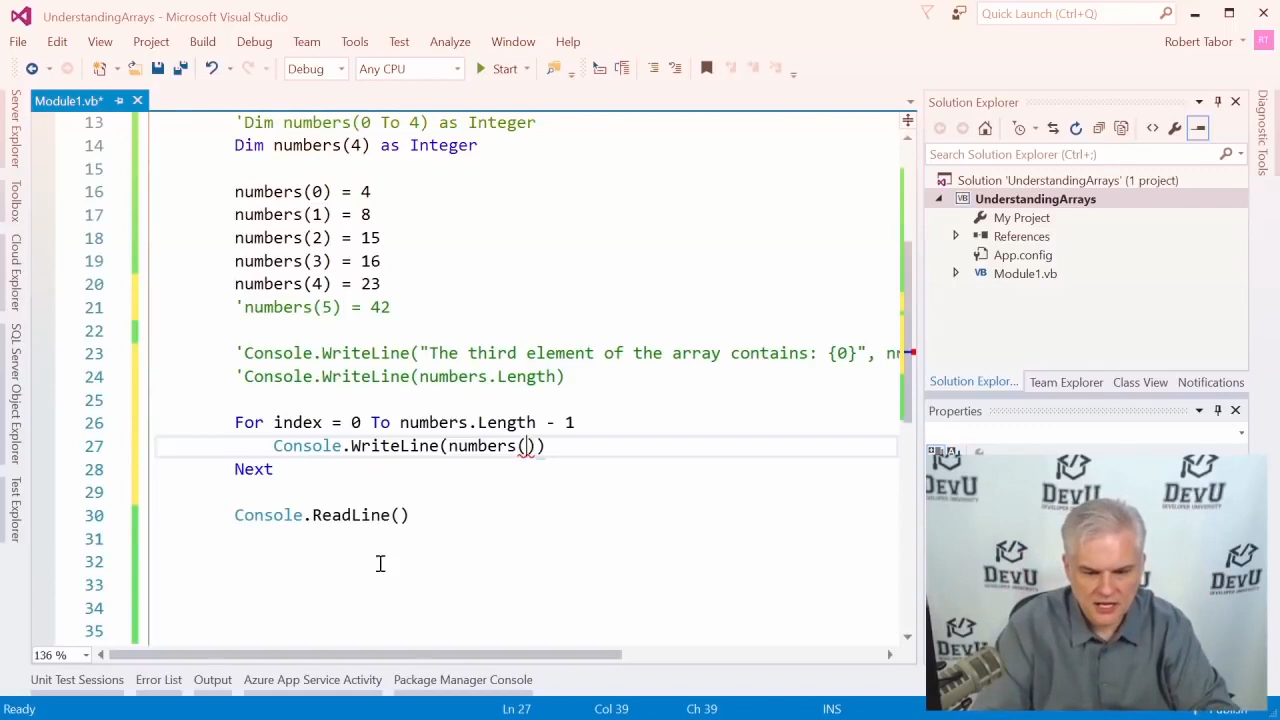 UnderstandingArrays - Microsoft Visual Studio
Quick Launch (Ctrl+Q)
File Edit View Project Build Debug Team Tools Test Analyze Window Help
Robert Tabor RT
Debug Any CPU Start
Server Explorer
Toolbox
Cloud Explorer
SQL Server Object Explorer
Test Explorer
Module1.vb*
13 'Dim numbers(0 To 4) as Integer
14 Dim numbers(4) as Integer
15
16 numbers(0) = 4
17 numbers(1) = 8
18 numbers(2) = 15
19 numbers(3) = 16
20 numbers(4) = 23
21 'numbers(5) = 42
22
23 'Console.WriteLine("The third element of the array contains: {0}",
24 'Console.WriteLine(numbers.Length)
25
26 For index = 0 To numbers.Length - 1
27 Console.WriteLine(numbers())
28 Next
29
30 Console.ReadLine()
31
32
33
34
35
136 %
Solution Explorer
Search Solution Explorer (Ctrl+;)
Solution 'UnderstandingArrays' (1 project)
VB UnderstandingArrays
My Project
References
App.config
VB Module1.vb
Solution Explor... Team Explorer Class View Notifications
Properties
Diagnostic Tools
DEVU
DEVELOPER UNIVERSITY
DEVU
DEVU
DEVU
DEVU
Unit Test Sessions Error List Output Azure App Service Activity Package Manager Console
Ready Ln 27 Col 39 Ch 39 INS Publish